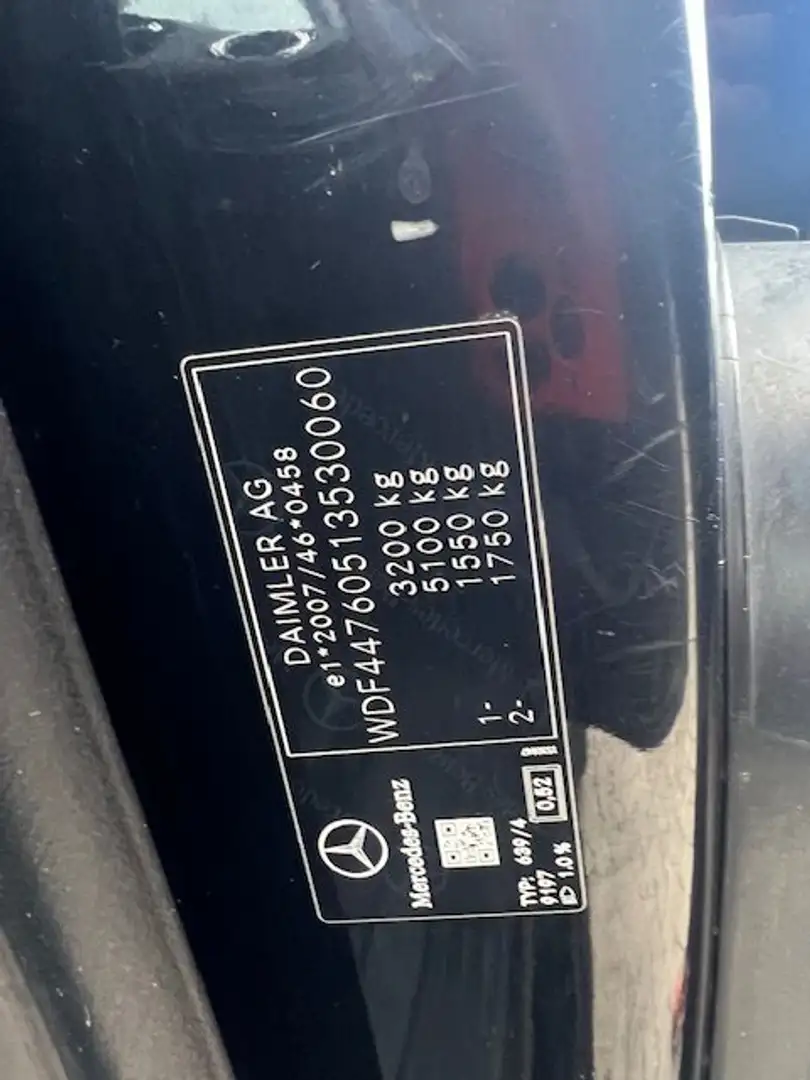 DAIMLER AG
e1*2007/46*0458
WDF44760513530060
3200 kg
5100 kg
1- 1550 kg
2- 1750 kg
Mercedes-Benz
TYP: 639/4
9197
1.0%
0,52